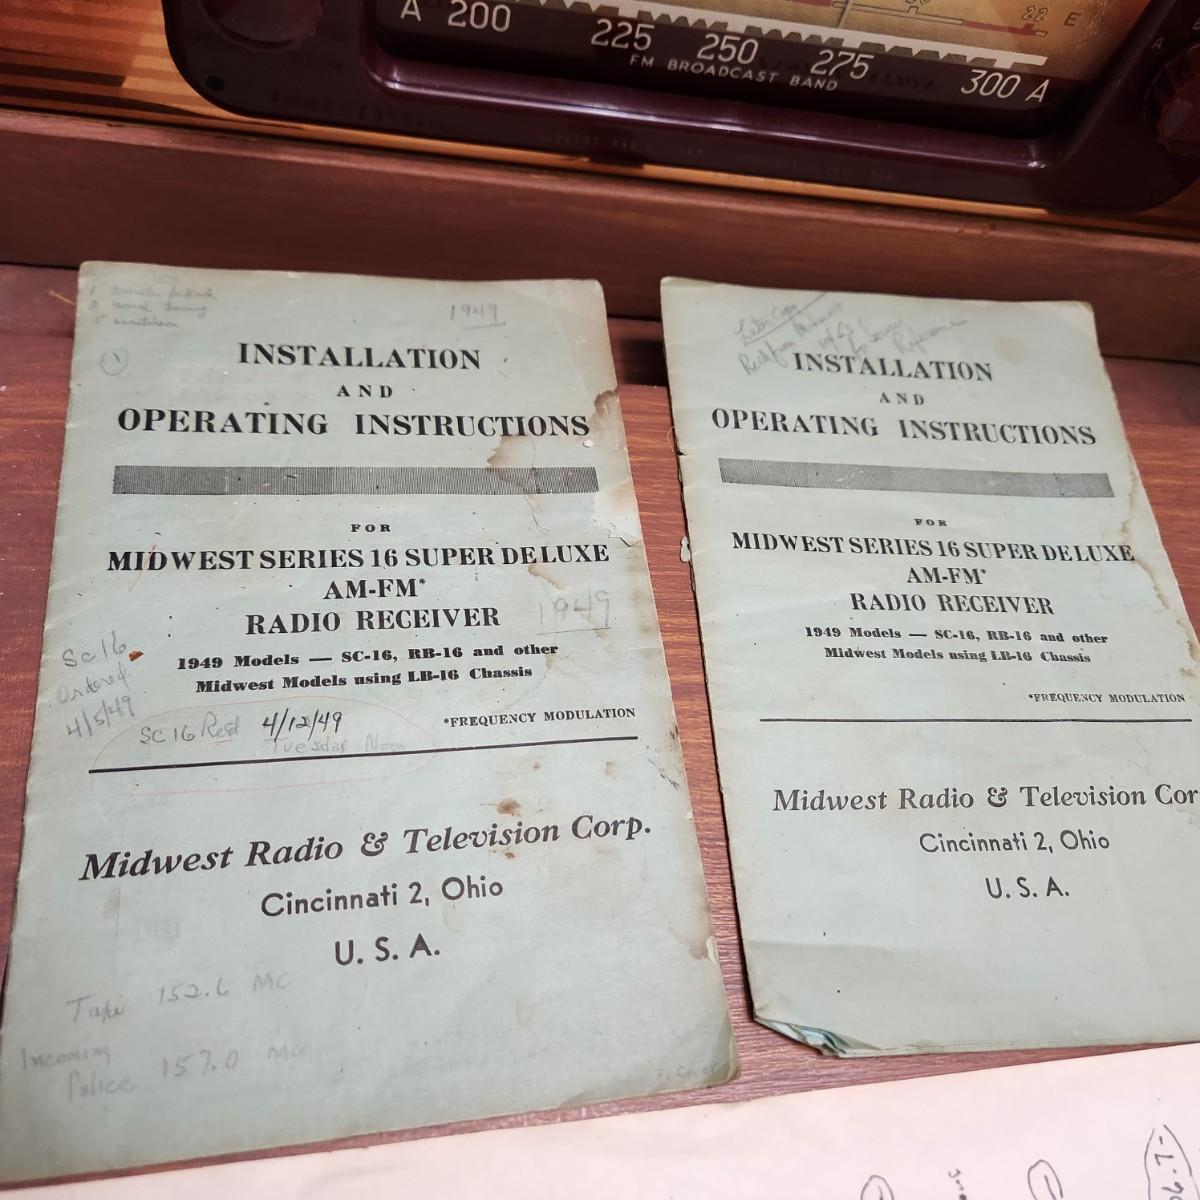 A 200 225 250 275 300 A
22 E
A
FM BROADCAST BAND
1949
INSTALLATION
AND
OPERATING INSTRUCTIONS
FOR
MIDWEST SERIES 16 SUPER DE LUXE
AM-FM*
RADIO RECEIVER
1949
1949 Models — SC-16, RB-16 and other
Midwest Models using LB-16 Chassis
SC16
Ordered
4/5/49
SC16 Recd 4/12/49
Tuesday Noon
*FREQUENCY MODULATION
Midwest Radio & Television Corp.
Cincinnati 2, Ohio
U. S. A.
152.6 MC
Incoming
Police 157.0 MC
Later Copy
Reference
INSTALLATION
AND
OPERATING INSTRUCTIONS
FOR
MIDWEST SERIES 16 SUPER DE LUXE
AM-FM*
RADIO RECEIVER
1949 Models — SC-16, RB-16 and other
Midwest Models using LB-16 Chassis
*FREQUENCY MODULATION
Midwest Radio & Television Cor
Cincinnati 2, Ohio
U. S. A.